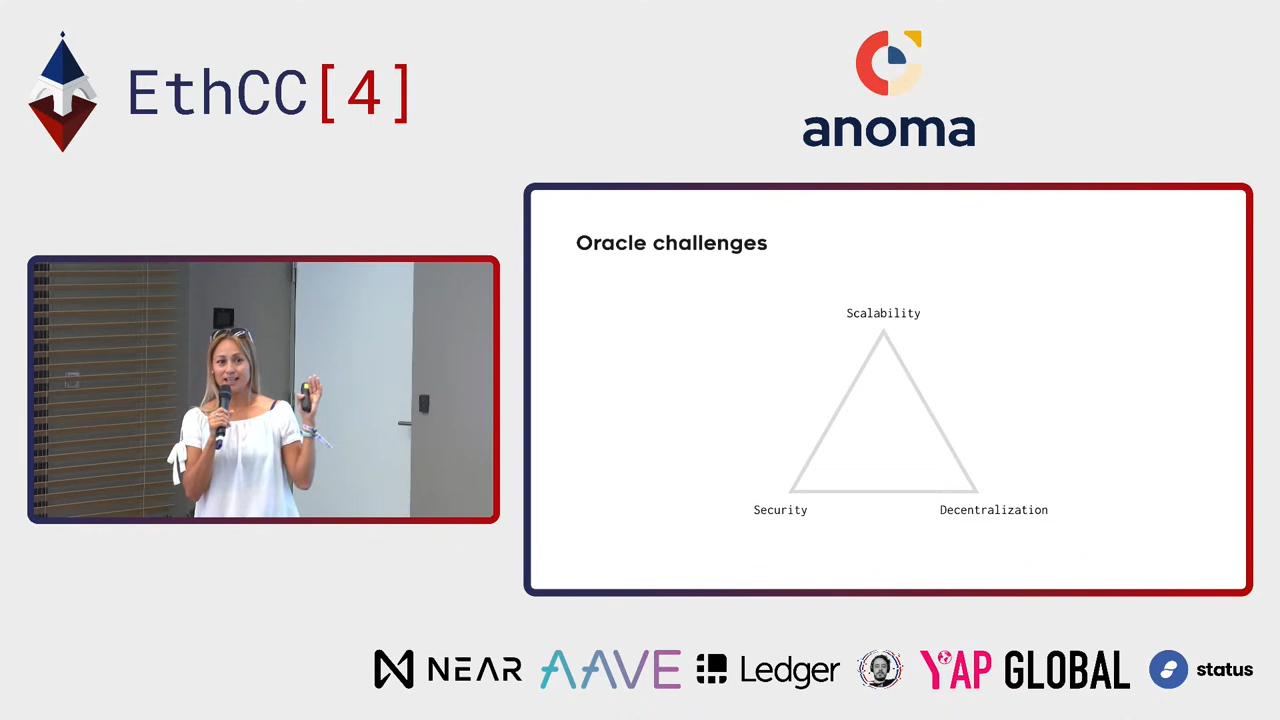 EthCC[4]
anoma
Oracle challenges
Scalability
Security
Decentralization
NEAR
AAVE
Ledger
YAP GLOBAL
status